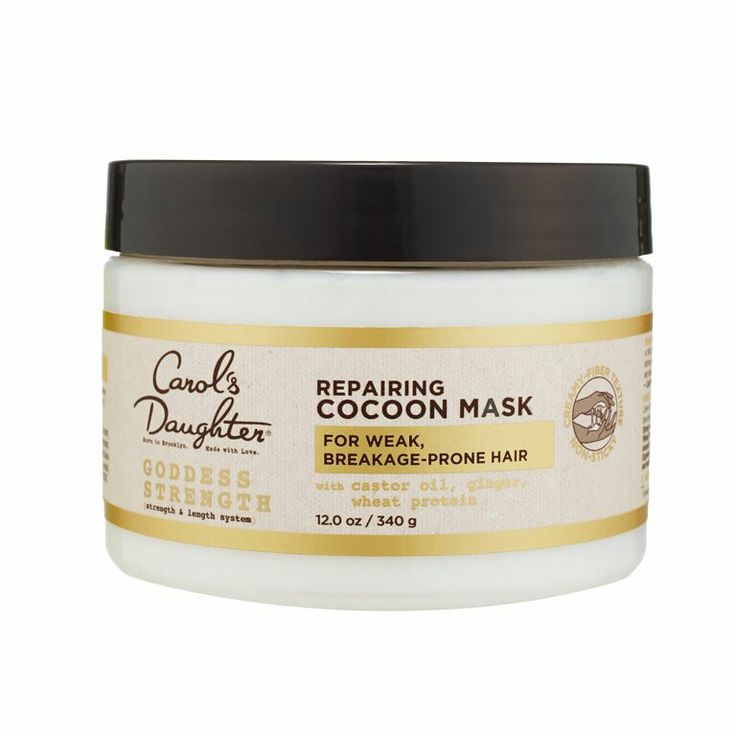 Carol's
Daughter®
Born in Brooklyn. Made with Love.
GODDESS
STRENGTH
(strength & length system)
REPAIRING
COCOON MASK
FOR WEAK,
BREAKAGE-PRONE HAIR
with castor oil, ginger,
wheat protein
12.0 oz / 340 g
CREAMY-FIBER TEXTURE
NON-STICKY